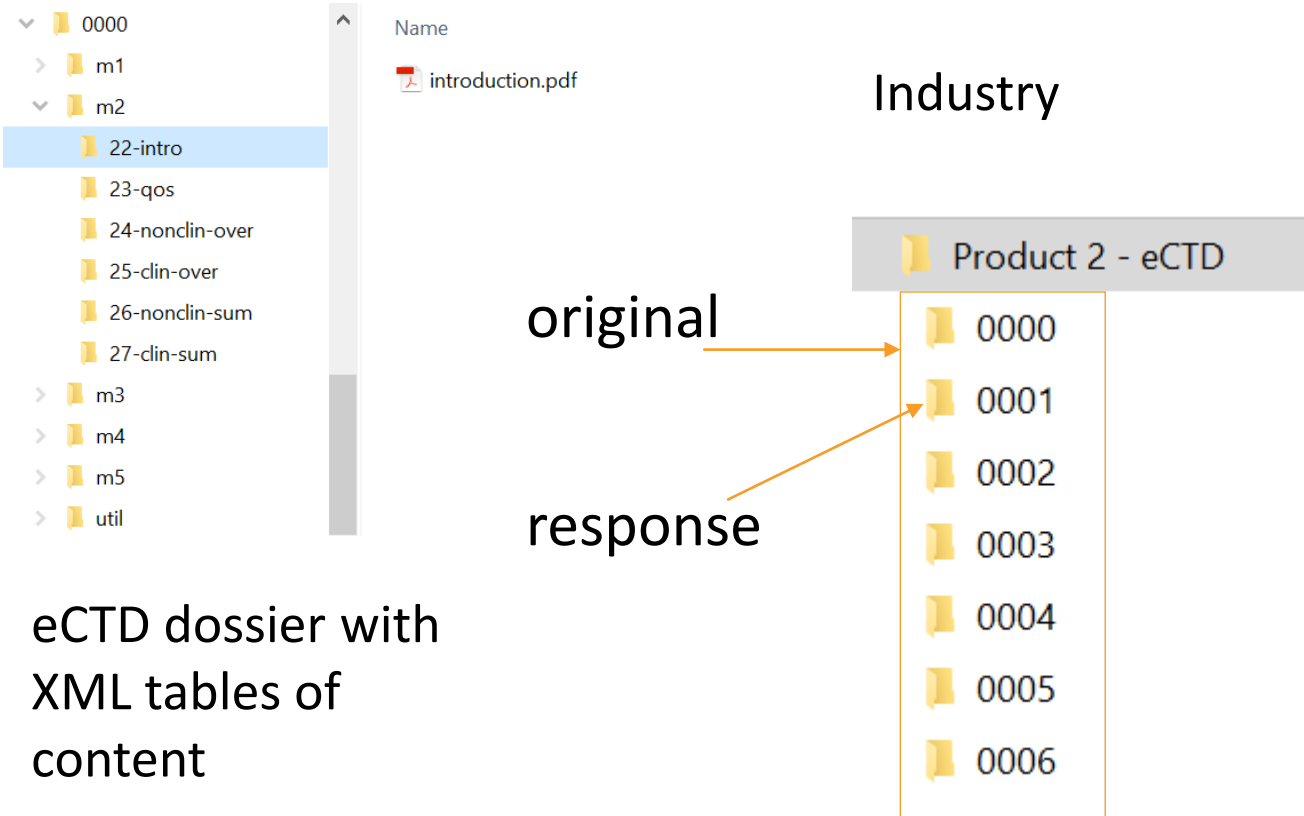 0000
m1
m2
22-intro
23-qos
24-nonclin-over
25-clin-over
26-nonclin-sum
27-clin-sum
m3
m4
m5
util
Name
introduction.pdf
Industry
Product 2 - eCTD
0000
0001
0002
0003
0004
0005
0006
original
response
eCTD dossier with
XML tables of
content